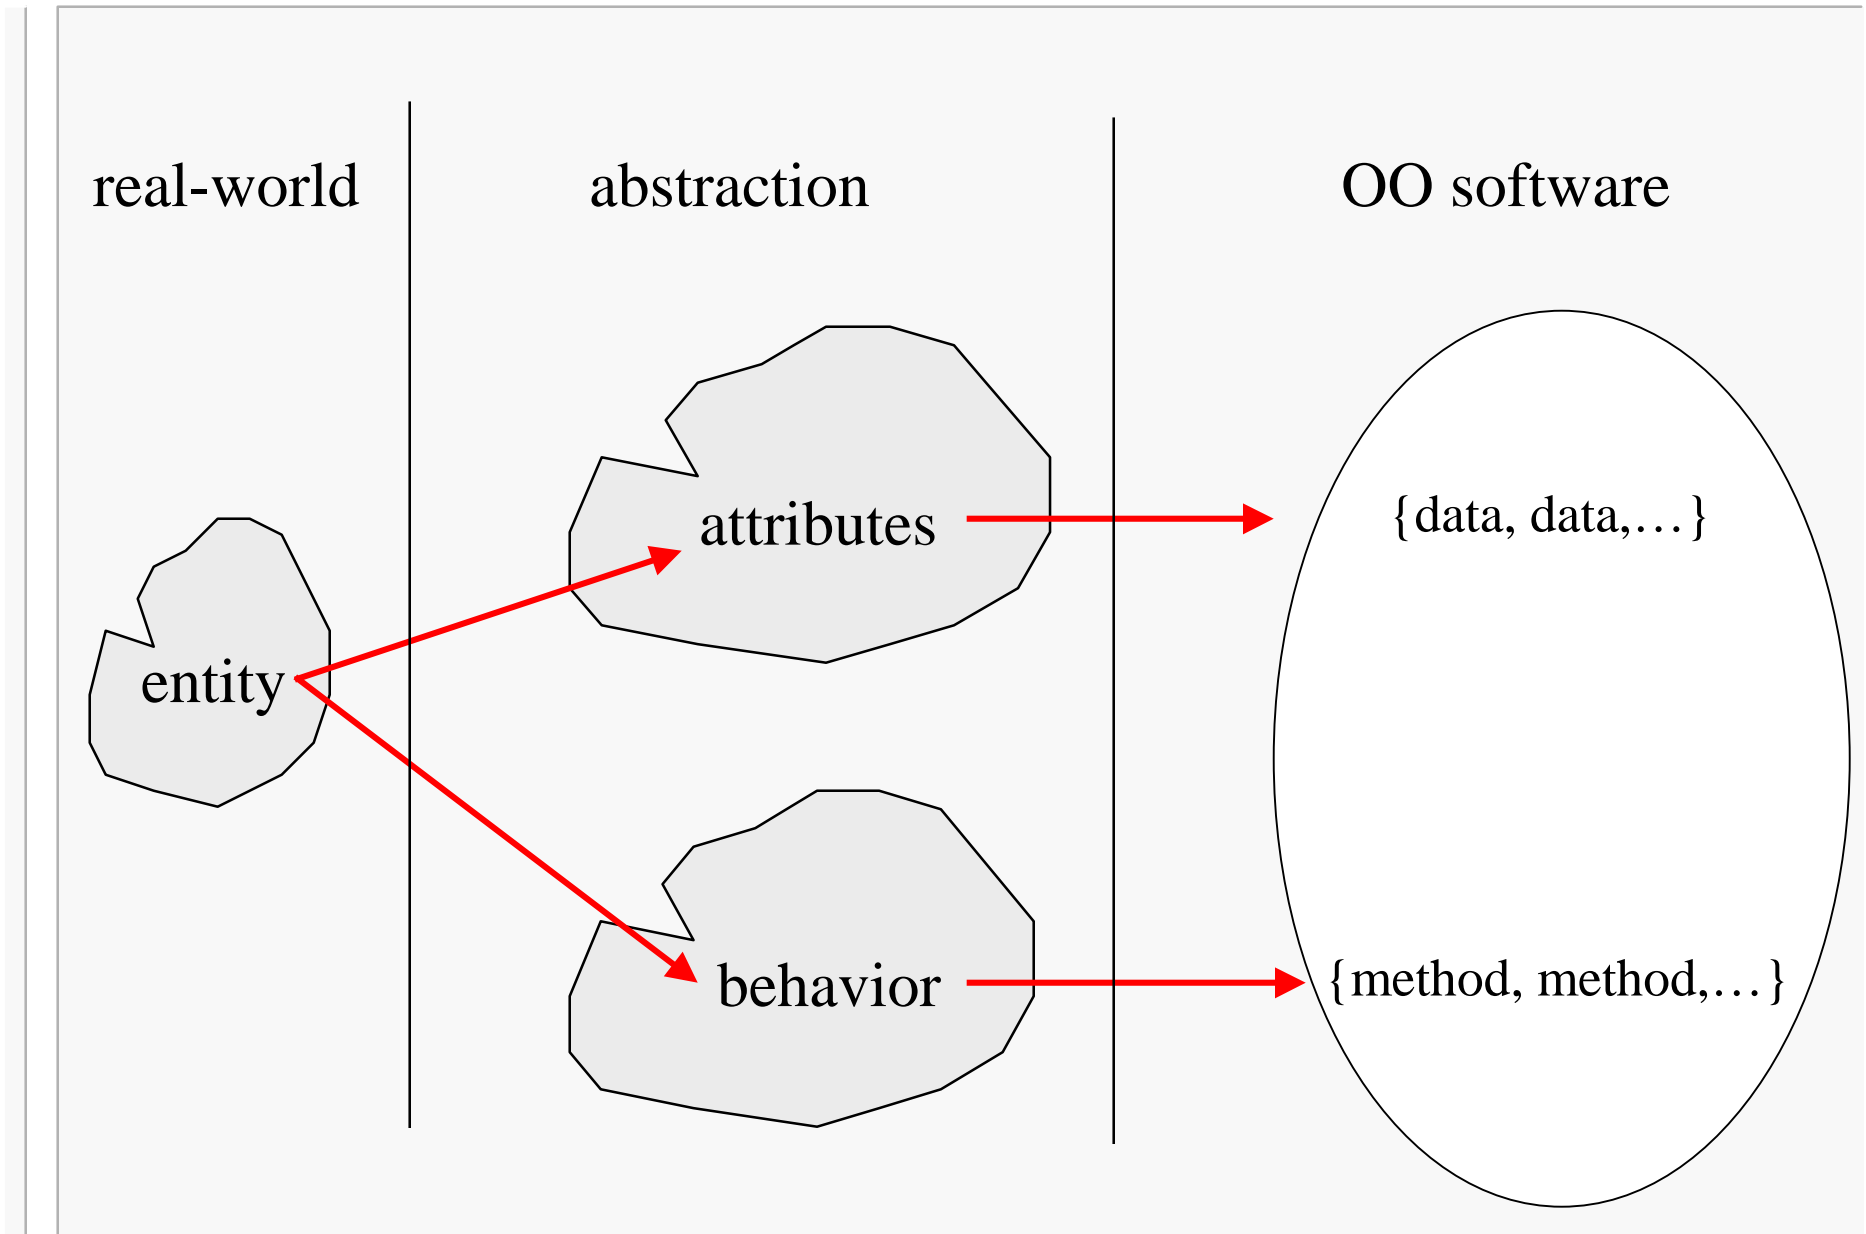 real-world
abstraction
OO software
attributes
{data, data,…}
entity
behavior
{method, method,…}